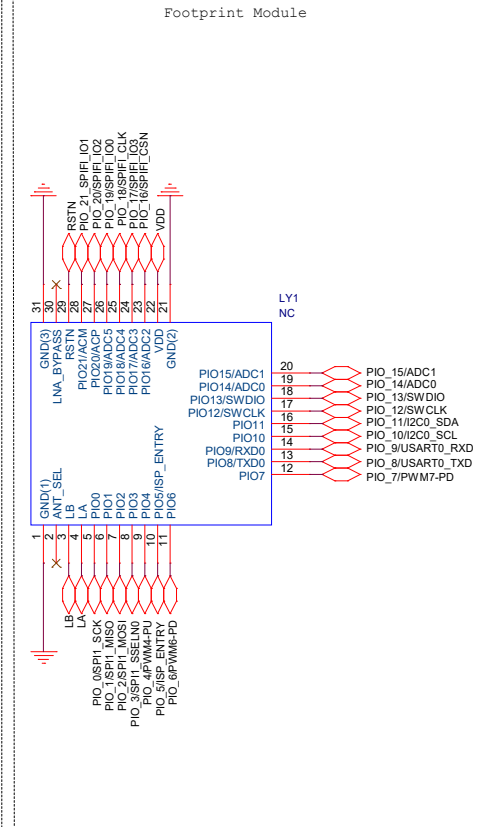 Footprint Module
RSTN
PIO_21_SPIFI_IO1
PIO_20/SPIFI_IO2
PIO_19/SPIFI_IO0
PIO_18/SPIFI_CLK
PIO_17/SPIFI_IO3
PIO_16/SPIFI_CSN
VDD
31
30
29
28
27
26
25
24
23
22
21
LY1
NC
GND(3)
LNA_BYPASS
RSTN
PIO21/ACM
PIO20/ACP
PIO19/ADC5
PIO18/ADC4
PIO17/ADC3
PIO16/ADC2
VDD
GND(2)
PIO15/ADC1 20 PIO_15/ADC1
PIO14/ADC0 19 PIO_14/ADC0
PIO13/SWDIO 18 PIO_13/SWDIO
PIO12/SWCLK 17 PIO_12/SWCLK
PIO11 16 PIO_11/I2C0_SDA
PIO10 15 PIO_10/I2C0_SCL
PIO9/RXD0 14 PIO_9/USART0_RXD
PIO8/TXD0 13 PIO_8/USART0_TXD
PIO7 12 PIO_7/PWM7-PD
GND(1)
ANT_SEL
LB
LA
PIO0
PIO1
PIO2
PIO3
PIO4
PIO5/ISP_ENTRY
PIO6
1
2
3
4
5
6
7
8
9
10
11
LB
LA
PIO_0/SPI1_SCK
PIO_1/SPI1_MISO
PIO_2/SPI1_MOSI
PIO_3/SPI1_SSELN0
PIO_4/PWM4-PU
PIO_5/ISP_ENTRY
PIO_6/PWM6-PD